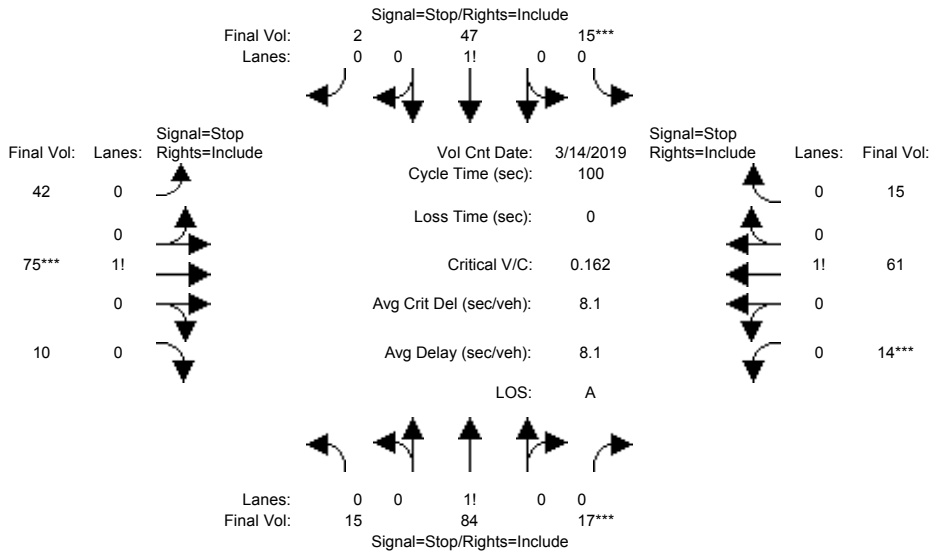 Signal=Stop/Rights=Include
Final Vol: 2 47 15***
Lanes: 0 0 1! 0 0
Signal=Stop Signal=Stop
Final Vol: Lanes: Rights=Include Vol Cnt Date: 3/14/2019 Rights=Include Lanes: Final Vol:
Cycle Time (sec): 100
42 0 0 15
Loss Time (sec): 0
0 0
75*** 1! Critical V/C: 0.162 1! 61
0 Avg Crit Del (sec/veh): 8.1 0
10 0 Avg Delay (sec/veh): 8.1 0 14***
LOS: A
Lanes: 0 0 1! 0 0
Final Vol: 15 84 17***
Signal=Stop/Rights=Include